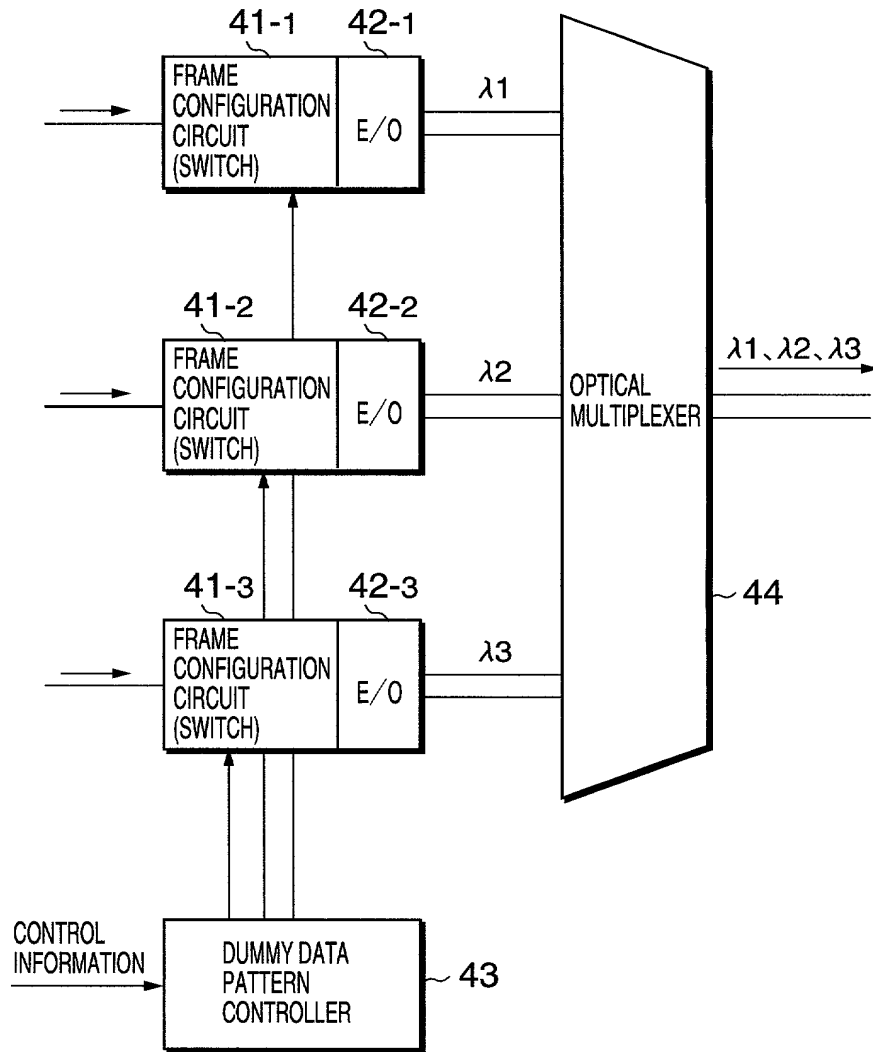 41-1
42-1
FRAME
CONFIGURATION
CIRCUIT
(SWITCH)
E/O
λ1
41-2
42-2
FRAME
CONFIGURATION
CIRCUIT
(SWITCH)
E/O
λ2
OPTICAL
MULTIPLEXER
λ1、λ2、λ3
41-3
42-3
FRAME
CONFIGURATION
CIRCUIT
(SWITCH)
E/O
λ3
44
CONTROL
INFORMATION
DUMMY DATA
PATTERN
CONTROLLER
43